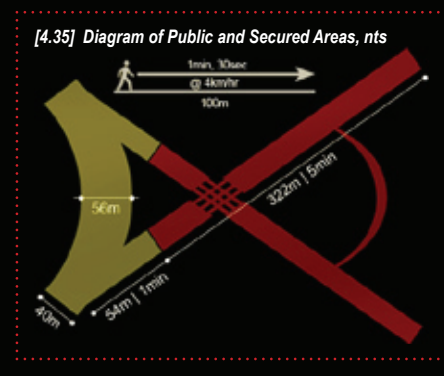 [4.35] Diagram of Public and Secured Areas, nts
1min, 30sec
@ 4km/hr
100m
56m
322m | 5min
54m | 1min
40m